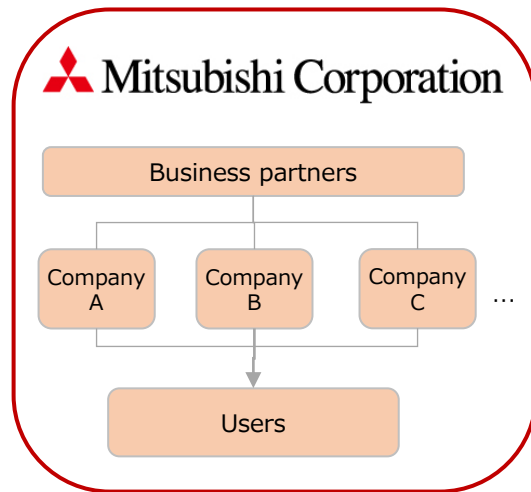 Mitsubishi Corporation
Business partners
Company
A
Company
B
Company
C
...
Users